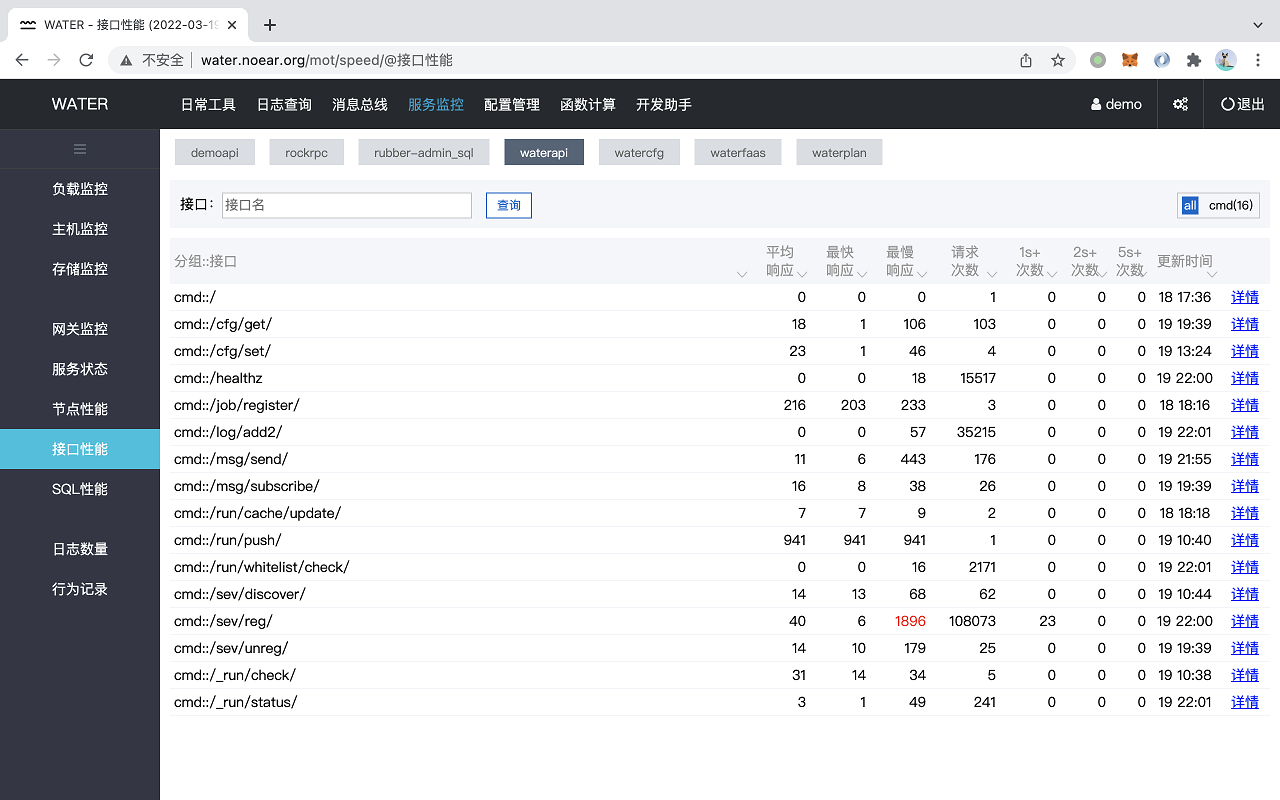 WATER - 接口性能 (2022-03-19
不安全 water.noear.org/mot/speed/@接口性能
WATER 日常工具 日志查询 消息总线 服务监控 配置管理 函数计算 开发助手 demo 退出
负载监控
主机监控
存储监控
网关监控
服务状态
节点性能
接口性能
SQL性能
日志数量
行为记录
demoapi rockrpc rubber-admin_sql waterapi watercfg waterfaas waterplan
接口: 接口名 查询 all cmd(16)
分组::接口 平均响应 最快响应 最慢响应 请求次数 1s+次数 2s+次数 5s+次数 更新时间
cmd::/ 0 0 0 1 0 0 0 18 17:36 详情
cmd::/cfg/get/ 18 1 106 103 0 0 0 19 19:39 详情
cmd::/cfg/set/ 23 1 46 4 0 0 0 19 13:24 详情
cmd::/healthz 0 0 18 15517 0 0 0 19 22:00 详情
cmd::/job/register/ 216 203 233 3 0 0 0 18 18:16 详情
cmd::/log/add2/ 0 0 57 35215 0 0 0 19 22:01 详情
cmd::/msg/send/ 11 6 443 176 0 0 0 19 21:55 详情
cmd::/msg/subscribe/ 16 8 38 26 0 0 0 19 19:39 详情
cmd::/run/cache/update/ 7 7 9 2 0 0 0 18 18:18 详情
cmd::/run/push/ 941 941 941 1 0 0 0 19 10:40 详情
cmd::/run/whitelist/check/ 0 0 16 2171 0 0 0 19 22:01 详情
cmd::/sev/discover/ 14 13 68 62 0 0 0 19 10:44 详情
cmd::/sev/reg/ 40 6 1896 108073 23 0 0 19 22:00 详情
cmd::/sev/unreg/ 14 10 179 25 0 0 0 19 19:39 详情
cmd::/_run/check/ 31 14 34 5 0 0 0 19 10:38 详情
cmd::/_run/status/ 3 1 49 241 0 0 0 19 22:01 详情